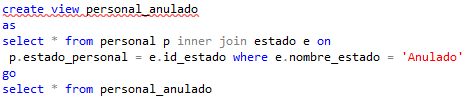 create view personal_anulado
as
select * from personal p inner join estado e on
p.estado_personal = e.id_estado where e.nombre_estado = 'Anulado'
go
select * from personal_anulado